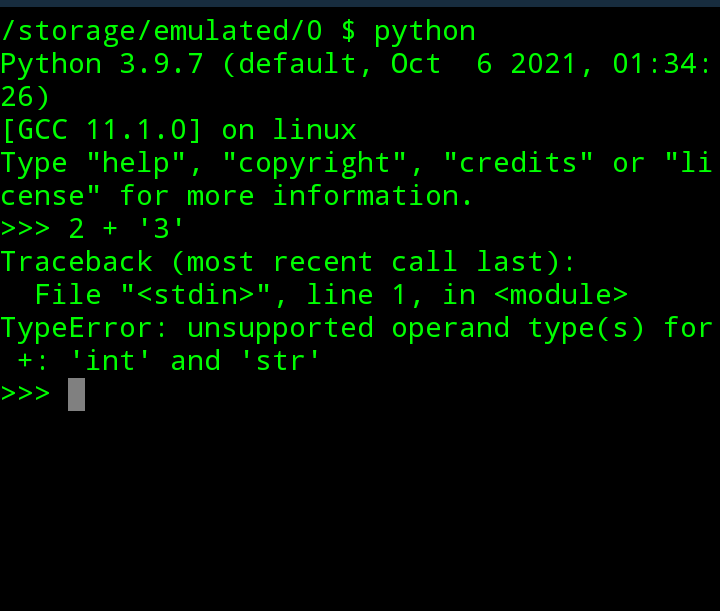 /storage/emulated/0 $ python
Python 3.9.7 (default, Oct  6 2021, 01:34:
26)
[GCC 11.1.0] on linux
Type "help", "copyright", "credits" or "li
cense" for more information.
>>> 2 + '3'
Traceback (most recent call last):
  File "<stdin>", line 1, in <module>
TypeError: unsupported operand type(s) for
 +: 'int' and 'str'
>>>